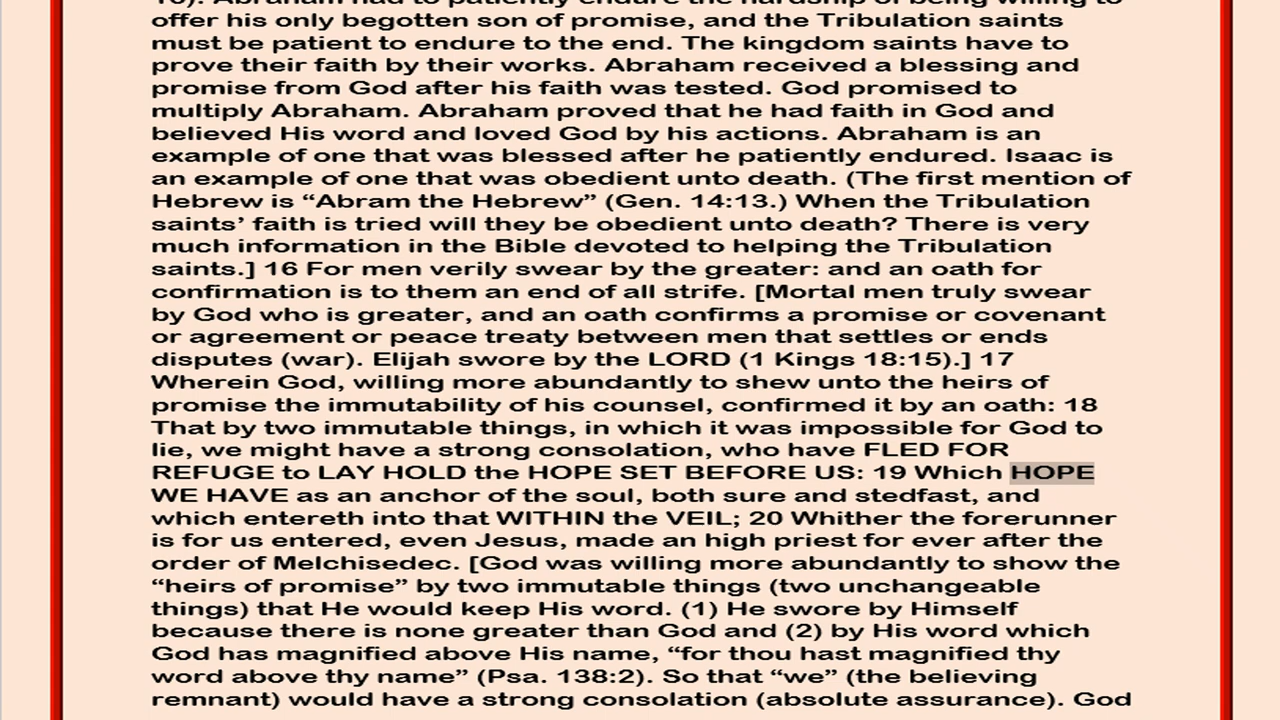 offer his only begotten son of promise, and the Tribulation saints
must be patient to endure to the end. The kingdom saints have to
prove their faith by their works. Abraham received a blessing and
promise from God after his faith was tested. God promised to
multiply Abraham. Abraham proved that he had faith in God and
believed His word and loved God by his actions. Abraham is an
example of one that was blessed after he patiently endured. Isaac is
an example of one that was obedient unto death. (The first mention of
Hebrew is “Abram the Hebrew” (Gen. 14:13.) When the Tribulation
saints’ faith is tried will they be obedient unto death? There is very
much information in the Bible devoted to helping the Tribulation
saints.] 16 For men verily swear by the greater: and an oath for
confirmation is to them an end of all strife. [Mortal men truly swear
by God who is greater, and an oath confirms a promise or covenant
or agreement or peace treaty between men that settles or ends
disputes (war). Elijah swore by the LORD (1 Kings 18:15).] 17
Wherein God, willing more abundantly to shew unto the heirs of
promise the immutability of his counsel, confirmed it by an oath: 18
That by two immutable things, in which it was impossible for God to
lie, we might have a strong consolation, who have FLED FOR
REFUGE to LAY HOLD the HOPE SET BEFORE US: 19 Which HOPE
WE HAVE as an anchor of the soul, both sure and stedfast, and
which entereth into that WITHIN the VEIL; 20 Whither the forerunner
is for us entered, even Jesus, made an high priest for ever after the
order of Melchisedec. [God was willing more abundantly to show the
“heirs of promise” by two immutable things (two unchangeable
things) that He would keep His word. (1) He swore by Himself
because there is none greater than God and (2) by His word which
God has magnified above His name, “for thou hast magnified thy
word above thy name” (Psa. 138:2). So that “we” (the believing
remnant) would have a strong consolation (absolute assurance). God